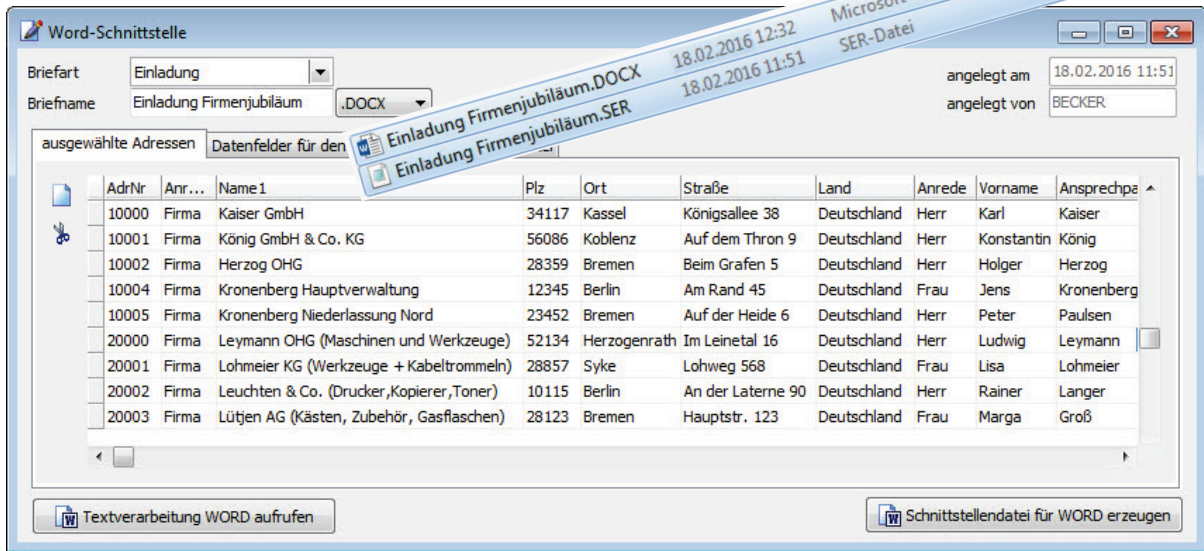 Word-Schnittstelle
18.02.2016 12:32 Microsoft
Einladung Firmenjubiläum.DOCX
18.02.2016 11:51 SER-Datei
Einladung Firmenjubiläum.SER
Briefart Einladung
angelegt am 18.02.2016 11:51
Briefname Einladung Firmenjubiläum .DOCX
angelegt von BECKER
ausgewählte Adressen Datenfelder für den
AdrNr Anr... Name1 Plz Ort Straße Land Anrede Vorname Ansprechpa
10000 Firma Kaiser GmbH 34117 Kassel Königsallee 38 Deutschland Herr Karl Kaiser
10001 Firma König GmbH & Co. KG 56086 Koblenz Auf dem Thron 9 Deutschland Herr Konstantin König
10002 Firma Herzog OHG 28359 Bremen Beim Grafen 5 Deutschland Herr Holger Herzog
10004 Firma Kronenberg Hauptverwaltung 12345 Berlin Am Rand 45 Deutschland Frau Jens Kronenberg
10005 Firma Kronenberg Niederlassung Nord 23452 Bremen Auf der Heide 6 Deutschland Herr Peter Paulsen
20000 Firma Leymann OHG (Maschinen und Werkzeuge) 52134 Herzogenrath Im Leinetal 16 Deutschland Herr Ludwig Leymann
20001 Firma Lohmeier KG (Werkzeuge + Kabeltrommeln) 28857 Syke Lohweg 568 Deutschland Frau Lisa Lohmeier
20002 Firma Leuchten & Co. (Drucker,Kopierer,Toner) 10115 Berlin An der Laterne 90 Deutschland Herr Rainer Langer
20003 Firma Lütjen AG (Kästen, Zubehör, Gasflaschen) 28123 Bremen Hauptstr. 123 Deutschland Frau Marga Groß
Textverarbeitung WORD aufrufen
Schnittstellendatei für WORD erzeugen